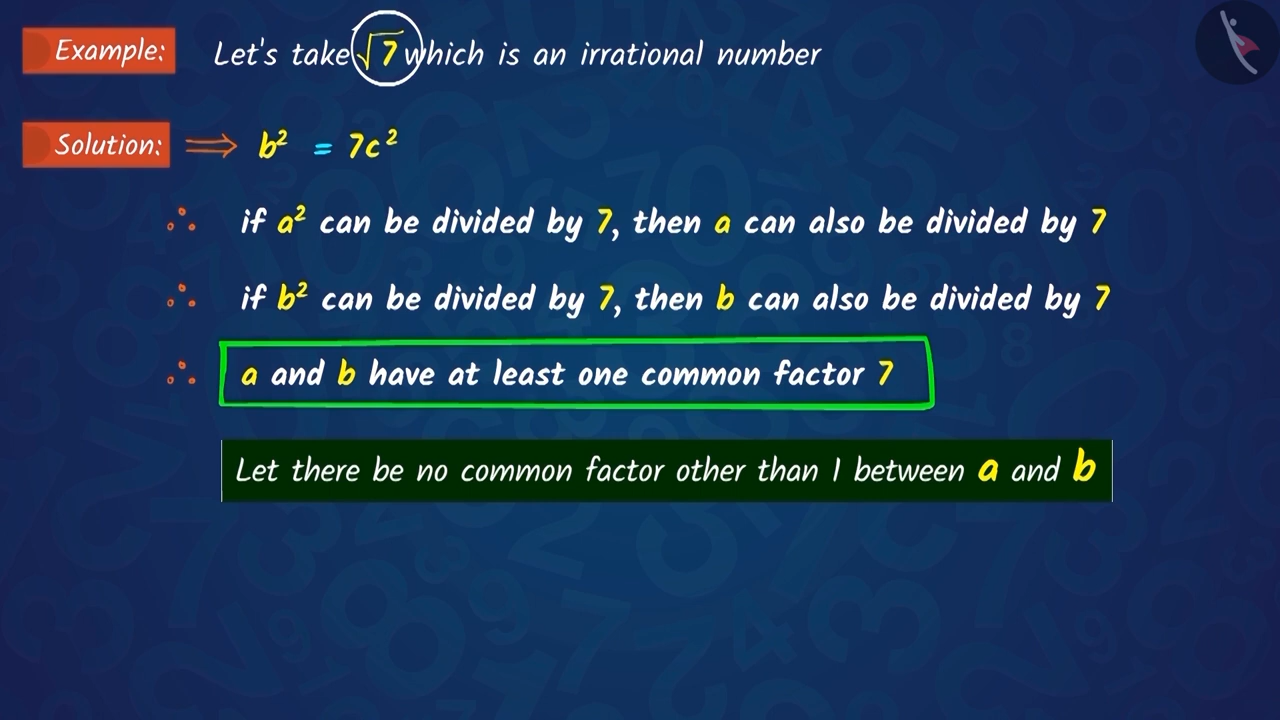 Example: Let's take √7 which is an irrational number
Solution: ⟹ b² = 7c²
∴ if a² can be divided by 7, then a can also be divided by 7
∴ if b² can be divided by 7, then b can also be divided by 7
∴ a and b have at least one common factor 7
Let there be no common factor other than 1 between a and b